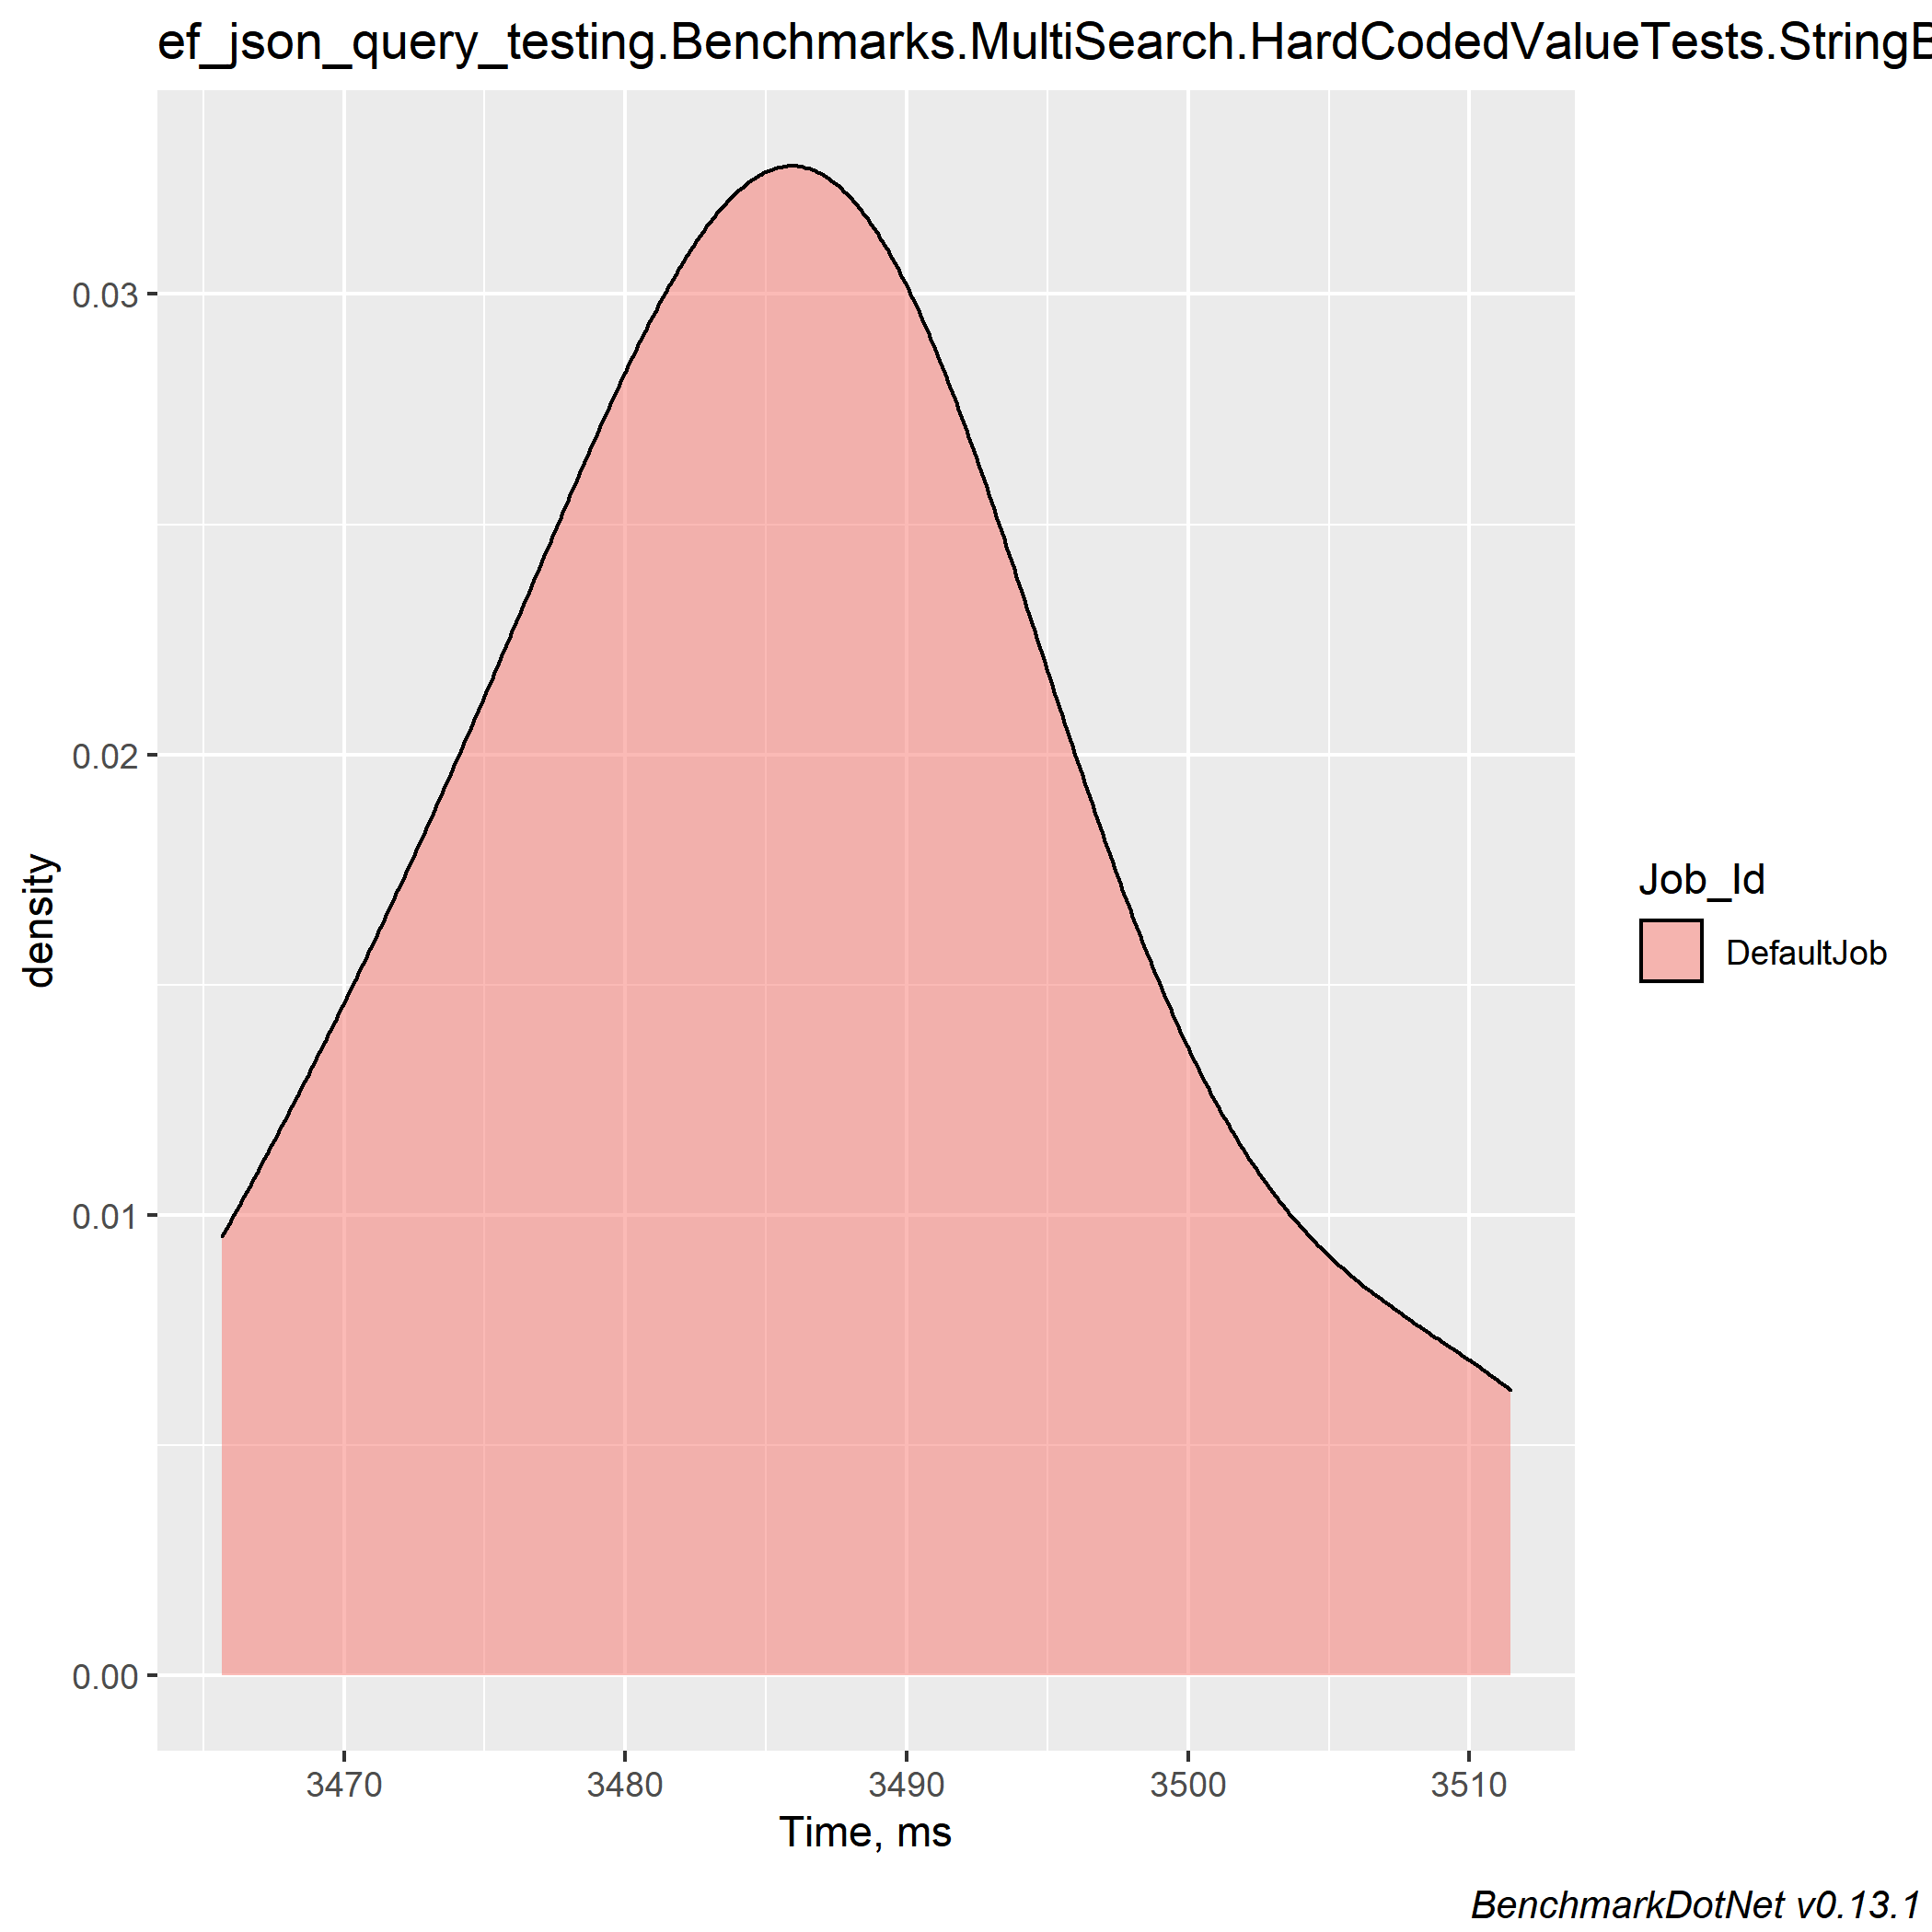 ef_json_query_testing.Benchmarks.MultiSearch.HardCodedValueTests.StringB
0.03
0.02
0.01
0.00
density
3470 3480 3490 3500 3510
Time, ms
Job_Id
DefaultJob
BenchmarkDotNet v0.13.1